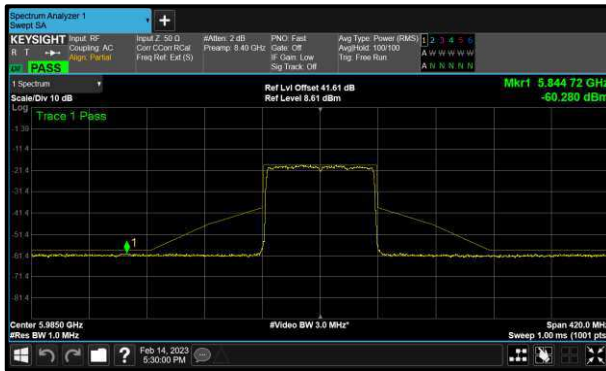 Spectrum Analyzer 1
Swept SA
KEYSIGHT
R T
PASS
Input: RF
Coupling: AC
Align: Partial
Input Z: 50 Ω
Corr CCorr RCal
Freq Ref: Ext (S)
#Atten: 2 dB
Preamp: 8.40 GHz
PNO: Fast
Gate: Off
IF Gain: Low
Sig Track: Off
Avg Type: Power (RMS)
Avg|Hold: 100/100
Trig: Free Run
1 2 3 4 5 6
A W W W W W
A N N N N N
1 Spectrum
Scale/Div 10 dB
Ref Lvl Offset 41.61 dB
Ref Level 8.61 dBm
Mkr1 5.844 72 GHz
-60.280 dBm
Log
Trace 1 Pass
-1.39
-11.4
-21.4
-31.4
-41.4
-51.4
-61.4
-71.4
-81.4
1
Center 5.9850 GHz
#Res BW 1.0 MHz
#Video BW 3.0 MHz*
Span 420.0 MHz
Sweep 1.00 ms (1001 pts)
?
Feb 14, 2023
5:30:00 PM